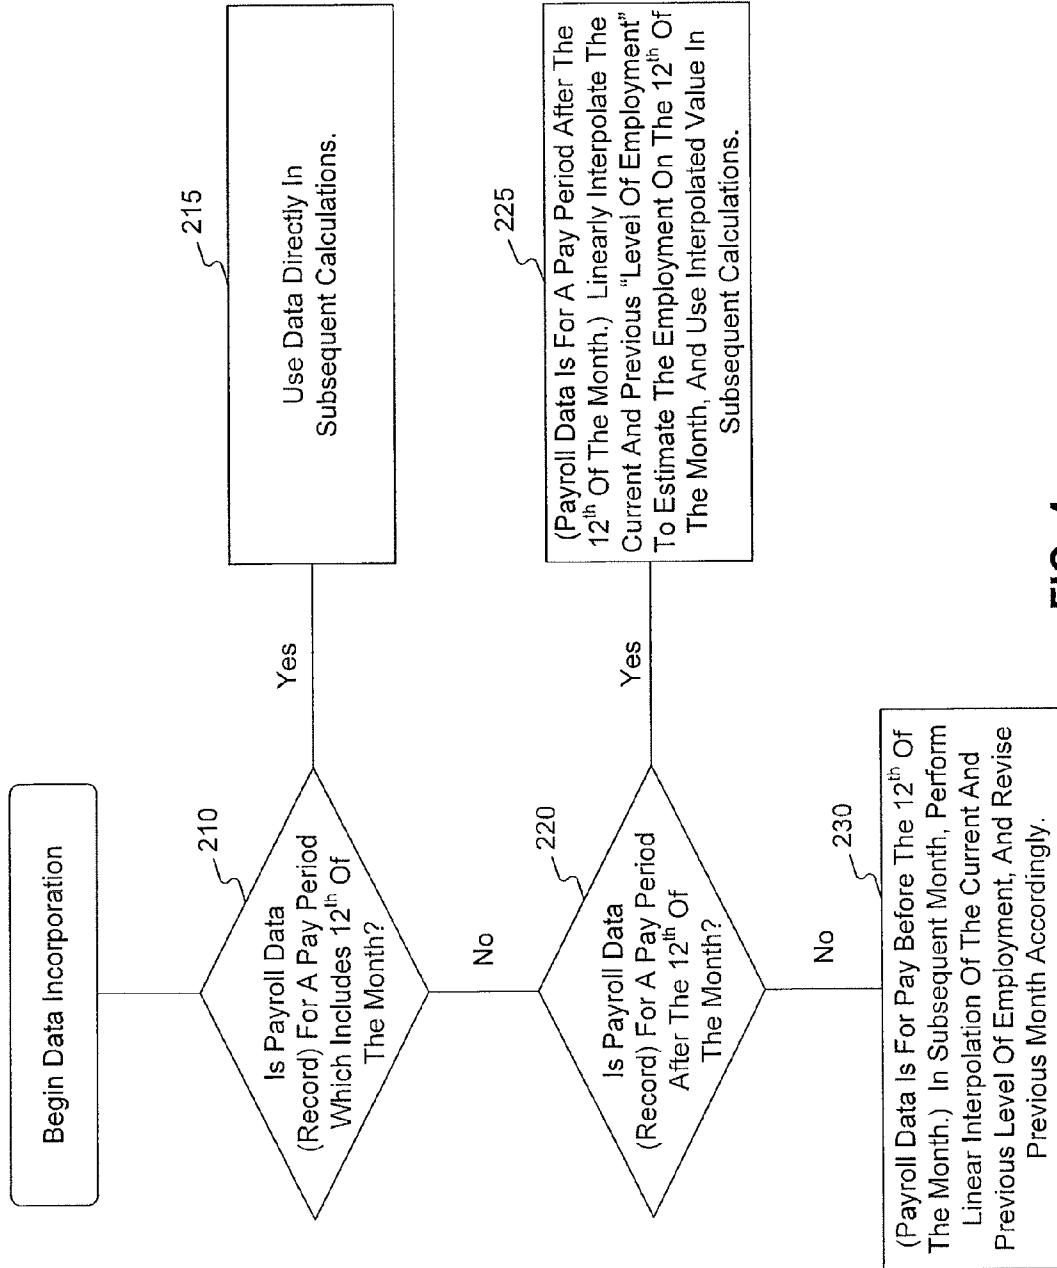 Begin Data Incorporation
210
Is Payroll Data
(Record) For A Pay Period
Which Includes 12th Of
The Month?
Yes
215
Use Data Directly In
Subsequent Calculations.
No
220
Is Payroll Data
(Record) For A Pay Period
After The 12th Of
The Month?
Yes
225
(Payroll Data Is For A Pay Period After The
12th Of The Month.) Linearly Interpolate The
Current And Previous “Level Of Employment”
To Estimate The Employment On The 12th Of
The Month, And Use Interpolated Value In
Subsequent Calculations.
No
230
(Payroll Data Is For Pay Before The 12th Of
The Month.) In Subsequent Month, Perform
Linear Interpolation Of The Current And
Previous Level Of Employment, And Revise
Previous Month Accordingly.